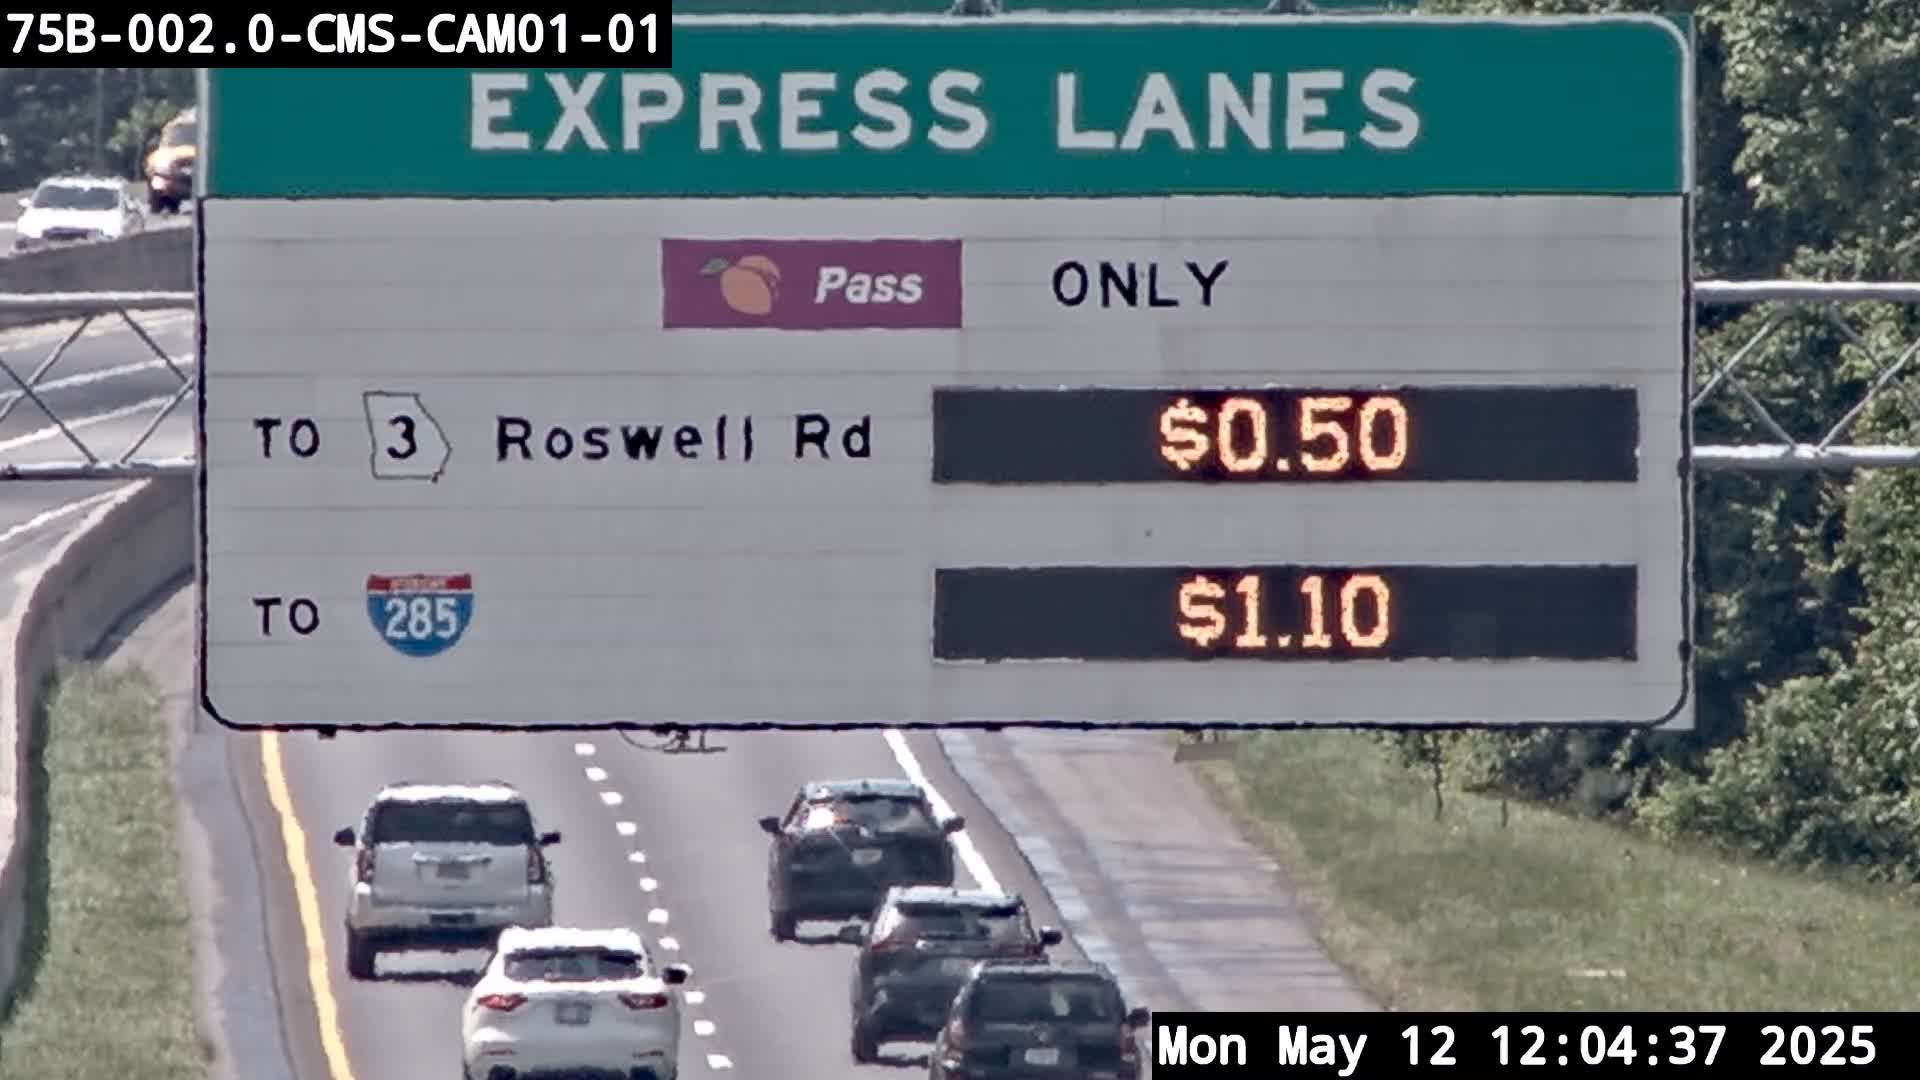 75B-002.0-CMS-CAM01-01
EXPRESS LANES
Pass ONLY
TO 3 Roswell Rd $0.50
TO 285 $1.10
Mon May 12 12:04:37 2025